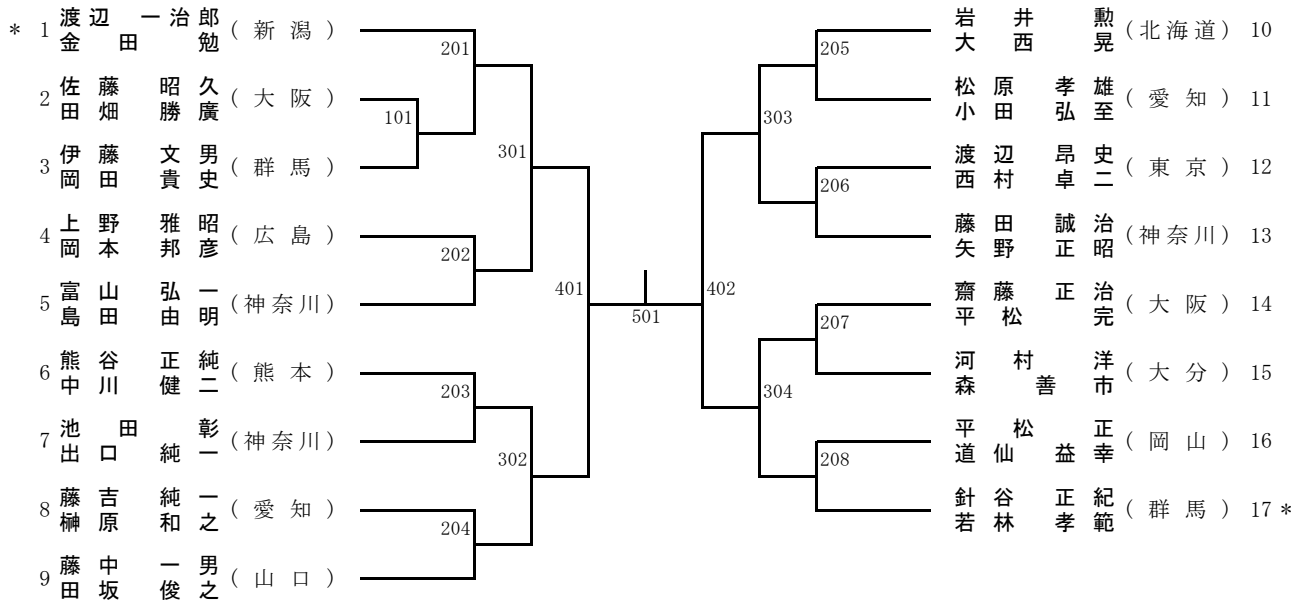 * 1 渡辺 一治郎 (新潟)
金田 勉
2 佐藤 昭久 (大阪)
田畑 勝廣
3 伊藤 文男 (群馬)
岡田 貴史
4 上野 雅昭 (広島)
岡本 邦彦
5 富山 弘一 (神奈川)
島田 由明
6 熊谷 正純 (熊本)
中川 健二
7 池田 彰 (神奈川)
出口 純一
8 藤吉 純一 (愛知)
榊原 和之
9 藤中 一男 (山口)
田坂 俊之
101
201
202
203
204
301
302
401
501
402
303
304
205
206
207
208
岩井 勲 (北海道) 10
大西 晃
松原 孝雄 (愛知) 11
小田 弘至
渡辺 昂史 (東京) 12
西村 卓二
藤田 誠治 (神奈川) 13
矢野 正昭
齋藤 正治 (大阪) 14
平松 完
河村 洋 (大分) 15
森 善市
平松 正 (岡山) 16
道仙 益幸
針谷 正紀 (群馬) 17 *
若林 孝範